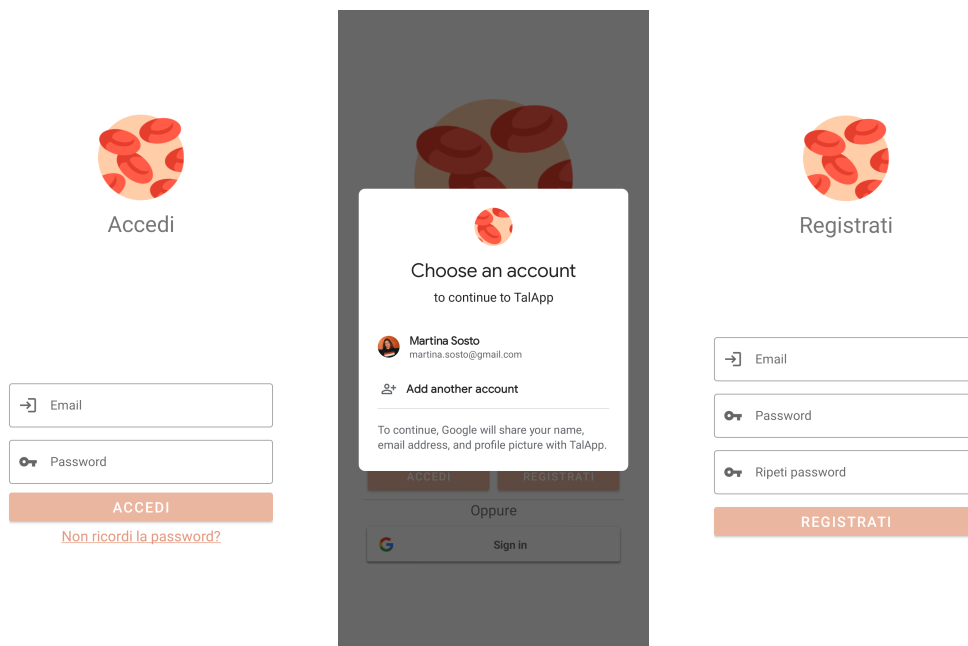 Accedi
Email
Password
ACCEDI
Non ricordi la password?
Choose an account
to continue to TalApp
Martina Sosto
martina.sosto@gmail.com
Add another account
To continue, Google will share your name,
email address, and profile picture with TalApp.
ACCEDI
REGISTRATI
Oppure
Sign in
Registrati
Email
Password
Ripeti password
REGISTRATI